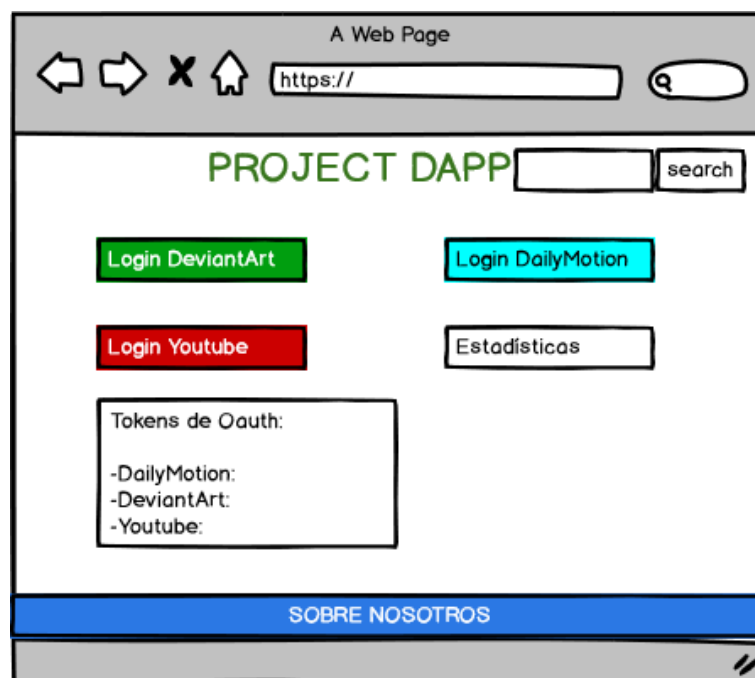 A Web Page
https://
PROJECT DAPP
search
Login DeviantArt
Login DailyMotion
Login Youtube
Estadísticas
Tokens de Oauth:
-DailyMotion:
-DeviantArt:
-Youtube:
SOBRE NOSOTROS